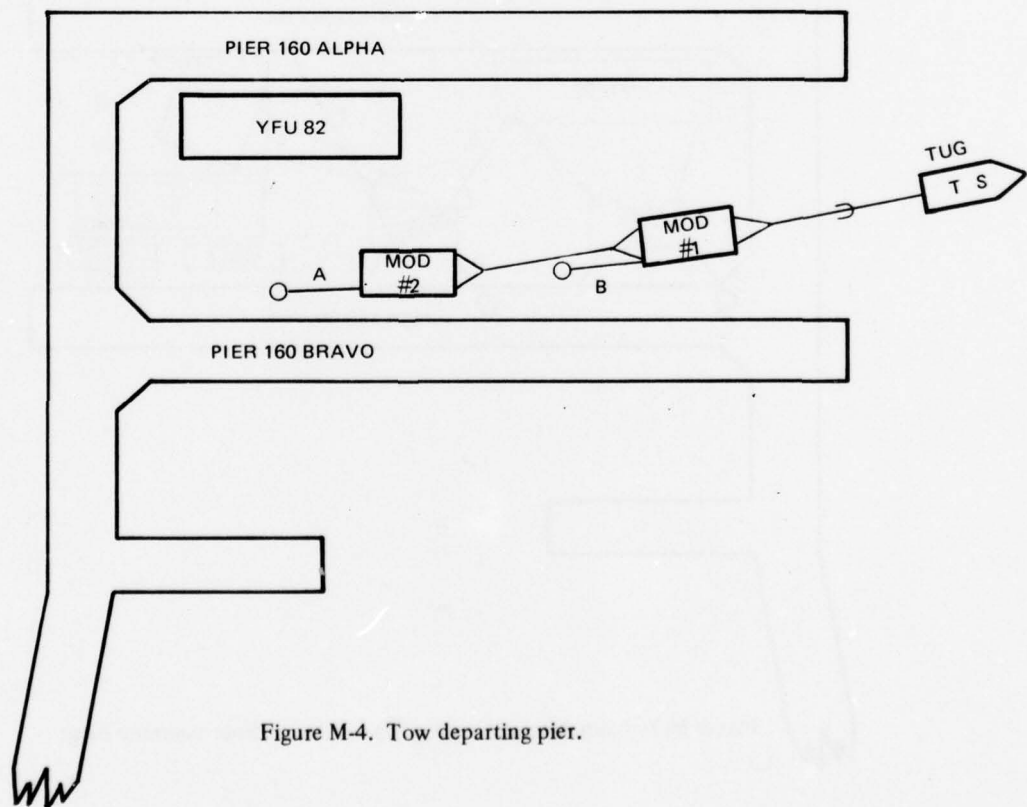 PIER 160 ALPHA
YFU 82
TUG
T S
MOD
#1
MOD
#2
A
B
PIER 160 BRAVO
Figure M-4. Tow departing pier.